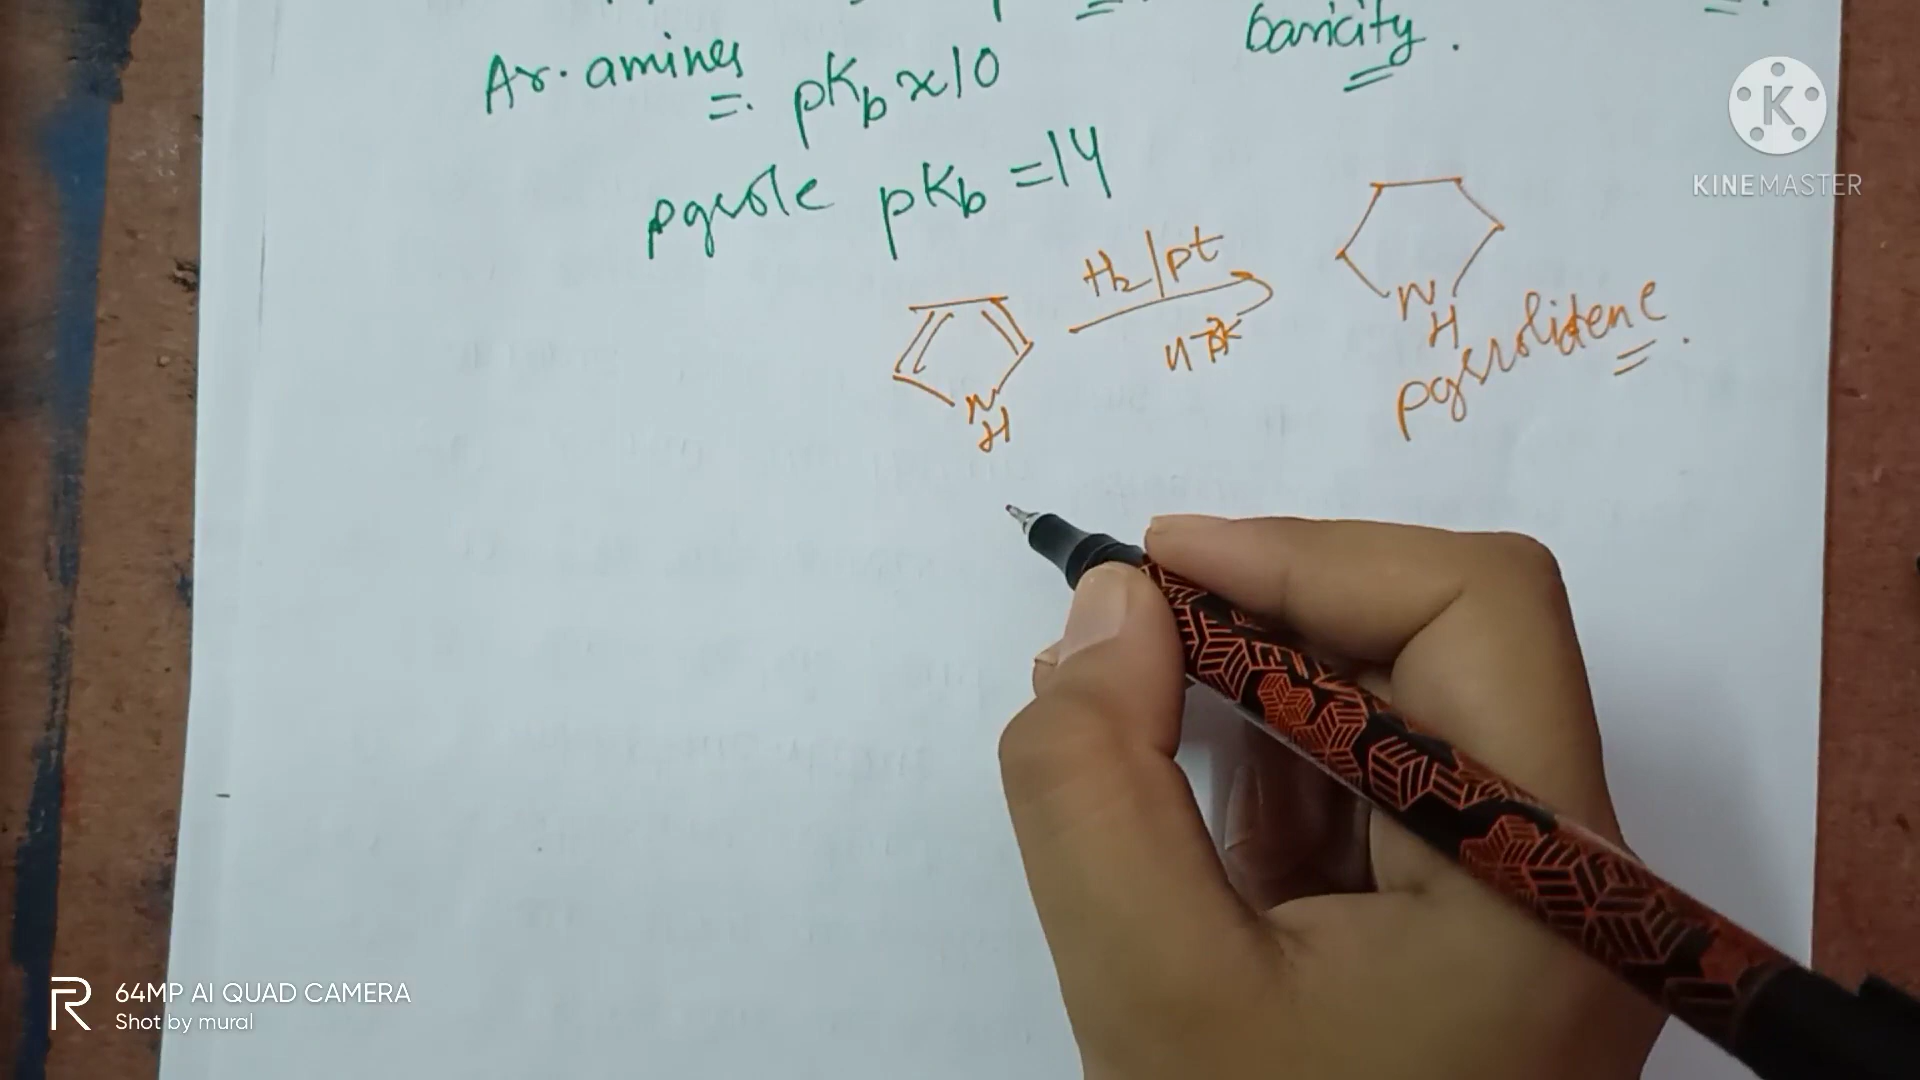 Ar. amines
pKb ≈ 10
basicity.
pyrrole pKb = 14
H2/pt
N
H
N
H
pyrrolidene
K
KINEMASTER
64MP AI QUAD CAMERA
Shot by mural